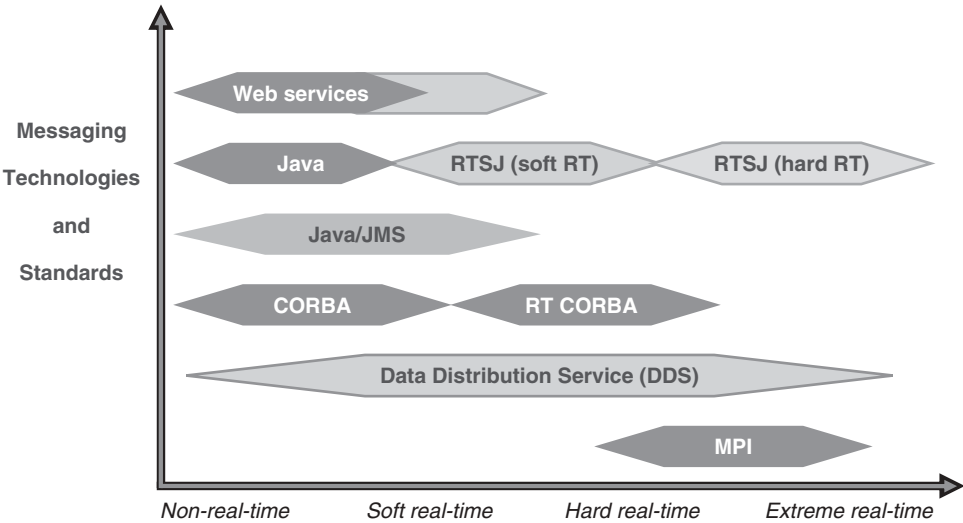 Messaging
Technologies
and
Standards
Web services
Java
RTSJ (soft RT)
RTSJ (hard RT)
Java/JMS
CORBA
RT CORBA
Data Distribution Service (DDS)
MPI
Non-real-time
Soft real-time
Hard real-time
Extreme real-time